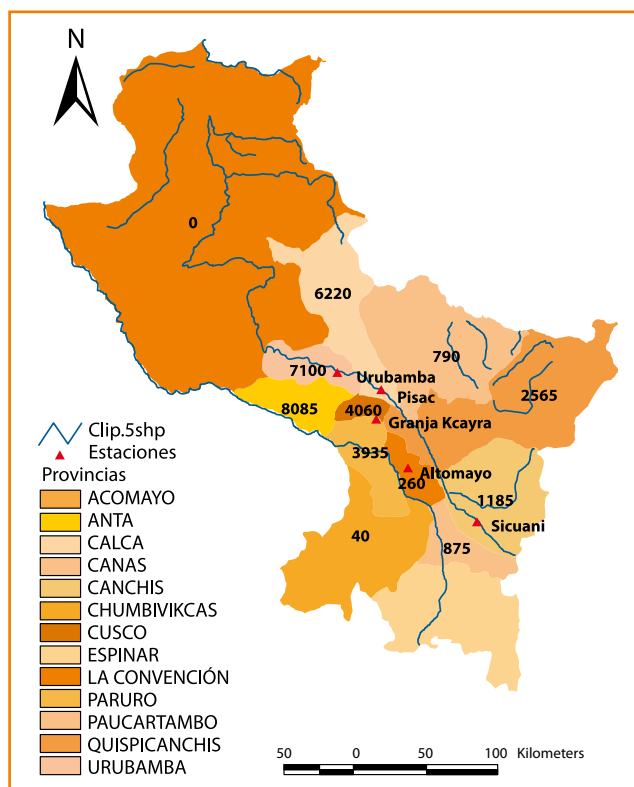 N
0
6220
790
7100
Urubamba
2565
Pisac
8085
4060
Granja Kcayra
3935
Altomayo
260
1185
Sicuani
40
875
Clip.5shp
Estaciones
Provincias
ACOMAYO
ANTA
CALCA
CANAS
CANCHIS
CHUMBIVIKCAS
CUSCO
ESPINAR
LA CONVENCIÓN
PARURO
PAUCARTAMBO
QUISPICANCHIS
URUBAMBA
50 0 50 100 Kilometers